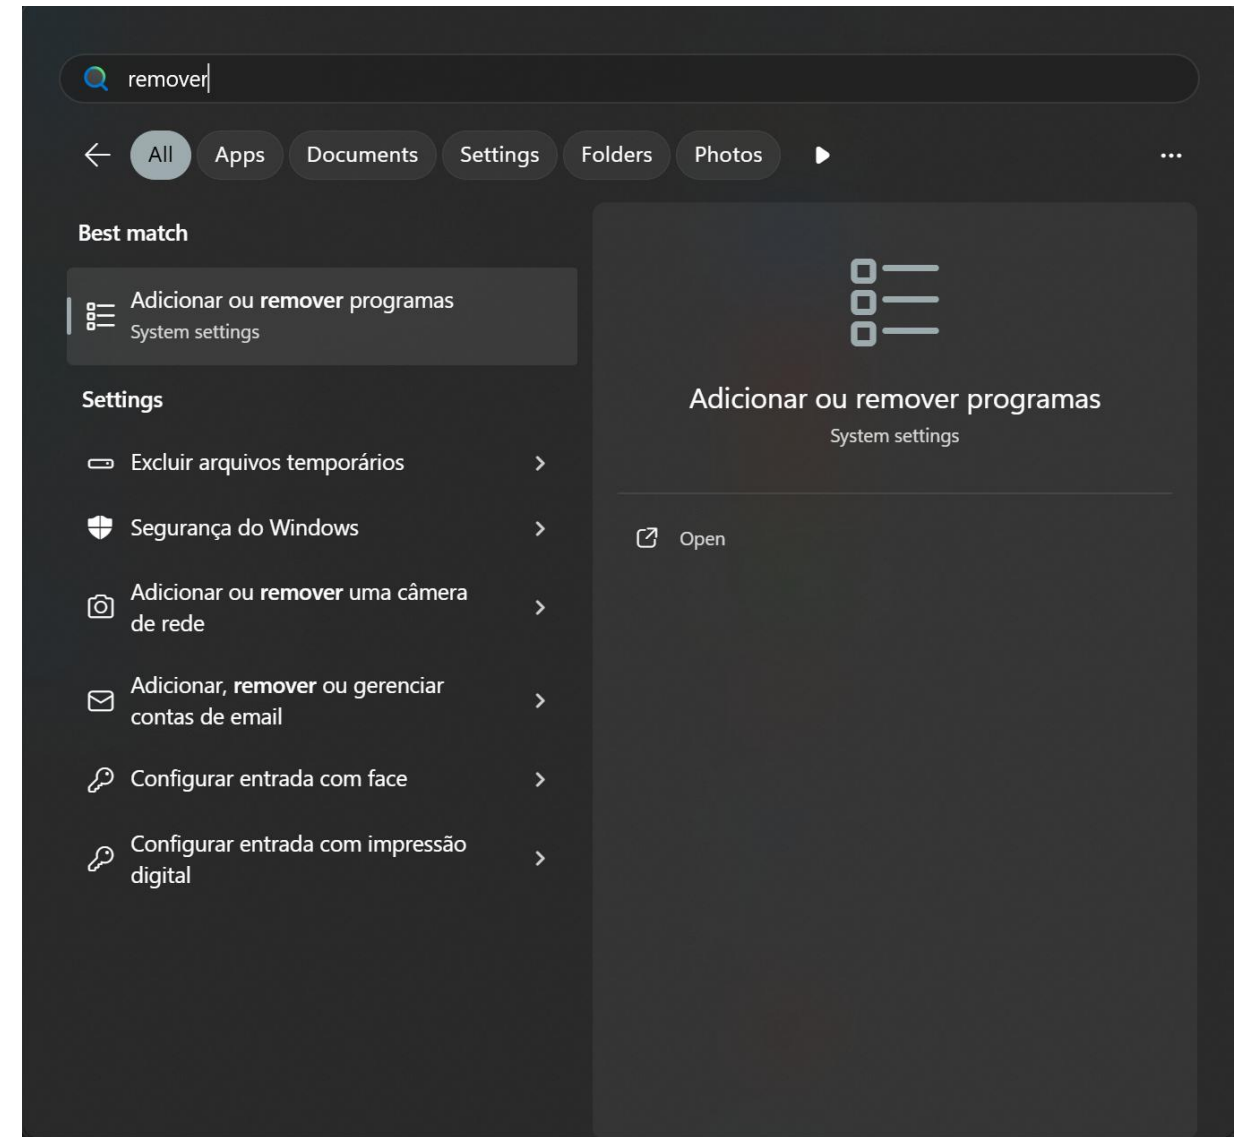 remover
All
Apps
Documents
Settings
Folders
Photos
Best match
Adicionar ou remover programas
System settings
Settings
Excluir arquivos temporários
Segurança do Windows
Adicionar ou remover uma câmera
de rede
Adicionar, remover ou gerenciar
contas de email
Configurar entrada com face
Configurar entrada com impressão
digital
Adicionar ou remover programas
System settings
Open